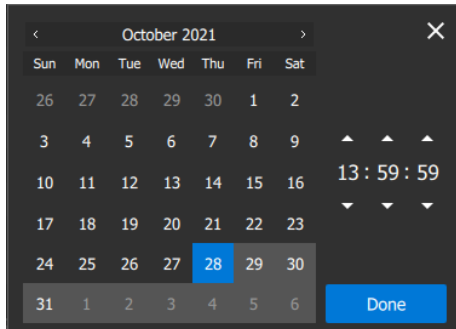 < October 2021 > ×
Sun Mon Tue Wed Thu Fri Sat
26 27 28 29 30 1 2
3 4 5 6 7 8 9
10 11 12 13 14 15 16
13 : 59 : 59
17 18 19 20 21 22 23
24 25 26 27 28 29 30
31 1 2 3 4 5 6
Done